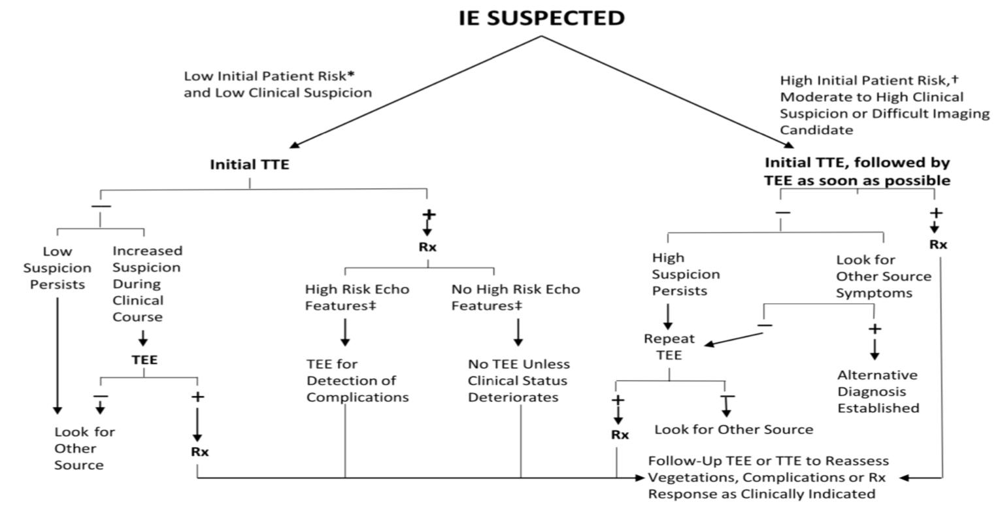 IE SUSPECTED
Low Initial Patient Risk*
and Low Clinical Suspicion
High Initial Patient Risk,†
Moderate to High Clinical
Suspicion or Difficult Imaging
Candidate
Initial TTE
Initial TTE, followed by
TEE as soon as possible
—
+
Rx
Low
Suspicion
Persists
Increased
Suspicion
During
Clinical
Course
TEE
—
+
Look for
Other
Source
Rx
High Risk Echo
Features‡
No High Risk Echo
Features‡
TEE for
Detection of
Complications
No TEE Unless
Clinical Status
Deteriorates
—
+
Rx
High
Suspicion
Persists
Look for
Other Source
Symptoms
—
+
Repeat
TEE
Alternative
Diagnosis
Established
+
—
Rx
Look for Other Source
Follow-Up TEE or TTE to Reassess
Vegetations, Complications or Rx
Response as Clinically Indicated